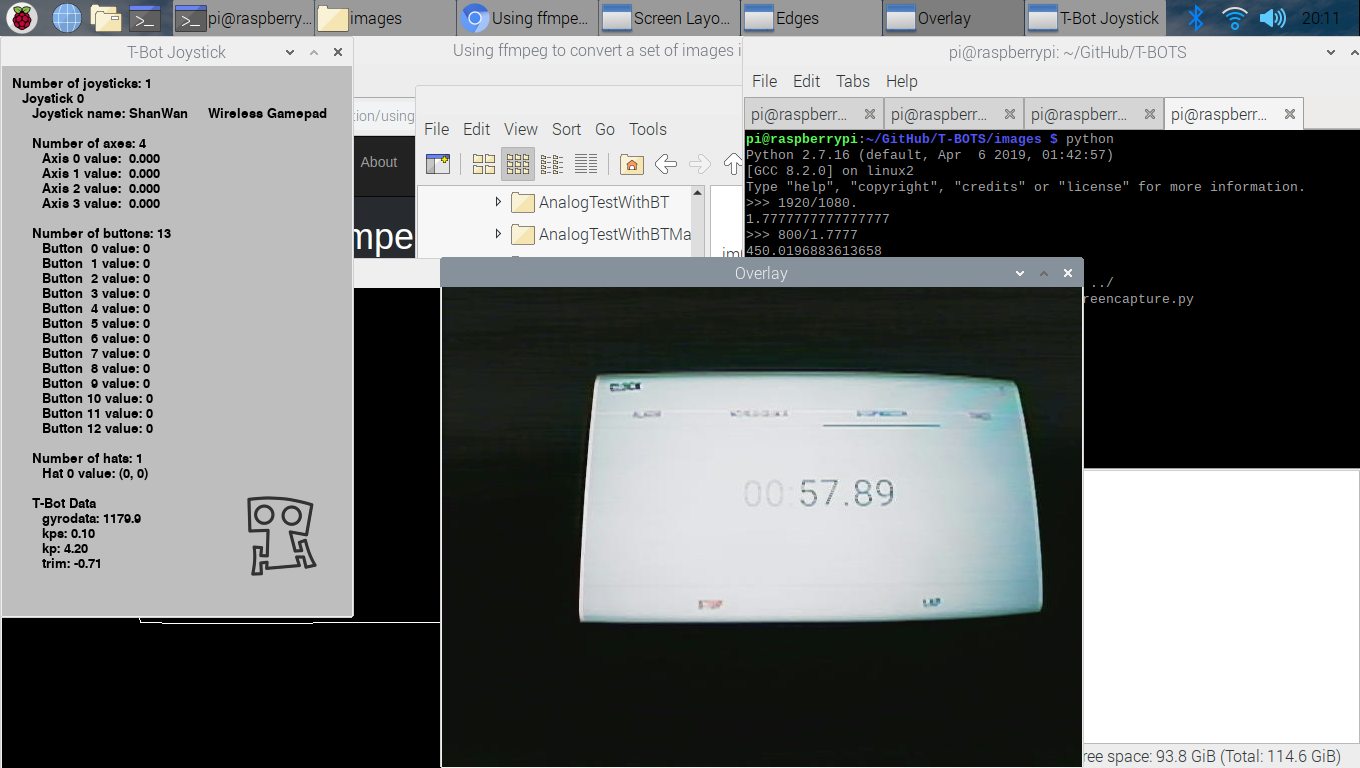 pi@raspberry...
images
Using ffmpe...
Screen Layo...
Edges
Overlay
T-Bot Joystick
20:11
T-Bot Joystick
Number of joysticks: 1
Joystick 0
Joystick name: ShanWan Wireless Gamepad
Number of axes: 4
Axis 0 value: 0.000
Axis 1 value: 0.000
Axis 2 value: 0.000
Axis 3 value: 0.000
Number of buttons: 13
Button 0 value: 0
Button 1 value: 0
Button 2 value: 0
Button 3 value: 0
Button 4 value: 0
Button 5 value: 0
Button 6 value: 0
Button 7 value: 0
Button 8 value: 0
Button 9 value: 0
Button 10 value: 0
Button 11 value: 0
Button 12 value: 0
Number of hats: 1
Hat 0 value: (0, 0)
T-Bot Data
gyrodata: 1179.9
kps: 0.10
kp: 4.20
trim: -0.71
Using ffmpeg to convert a set of images i
tion/using
About
mpe
File Edit View Sort Go Tools
AnalogTestWithBT
AnalogTestWithBTMa
pi@raspberrypi: ~/GitHub/T-BOTS
File Edit Tabs Help
pi@raspberr...
pi@raspberr...
pi@raspberr...
pi@raspberr...
pi@raspberrypi:~/GitHub/T-BOTS/images $ python
Python 2.7.16 (default, Apr  6 2019, 01:42:57)
[GCC 8.2.0] on linux2
Type "help", "copyright", "credits" or "license" for more information.
>>> 1920/1080.
1.7777777777777777
>>> 800/1.7777
450.0196883613658
../
reencapture.py
Overlay
CLOCK
00:57.89
STOP
LAP
ree space: 93.8 GiB (Total: 114.6 GiB)